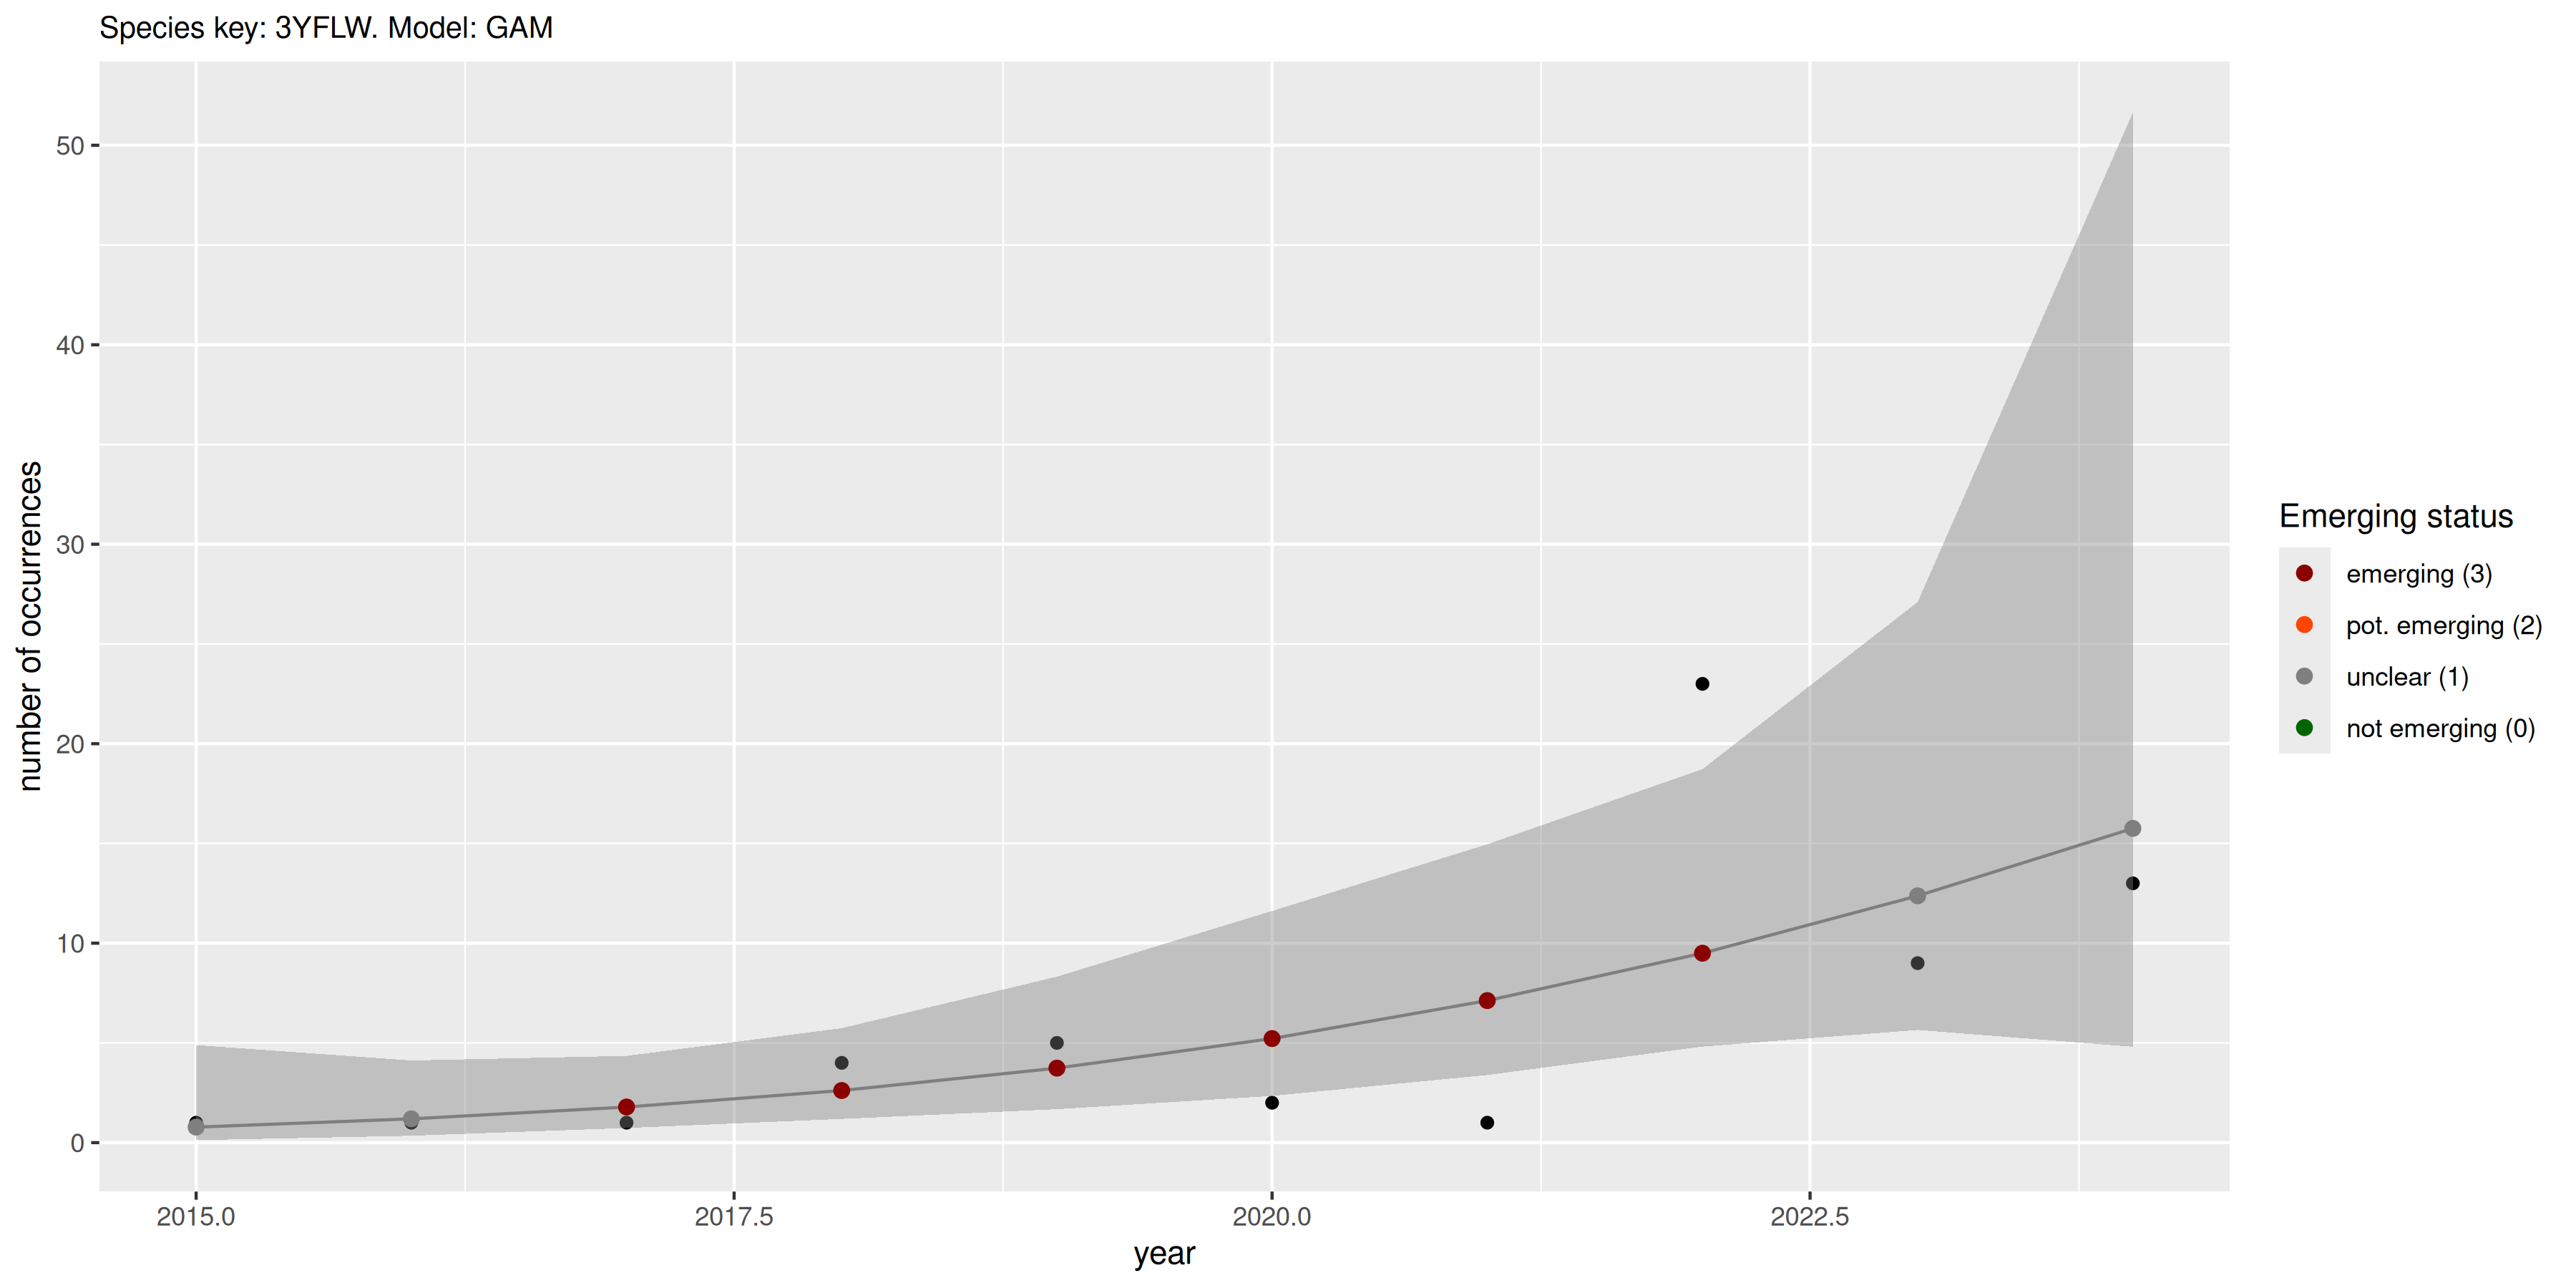 Species key: 3YFLW. Model: GAM
50
40
30
20
10
0
number of occurrences
2015.0
2017.5
2020.0
2022.5
year
Emerging status
emerging (3)
pot. emerging (2)
unclear (1)
not emerging (0)